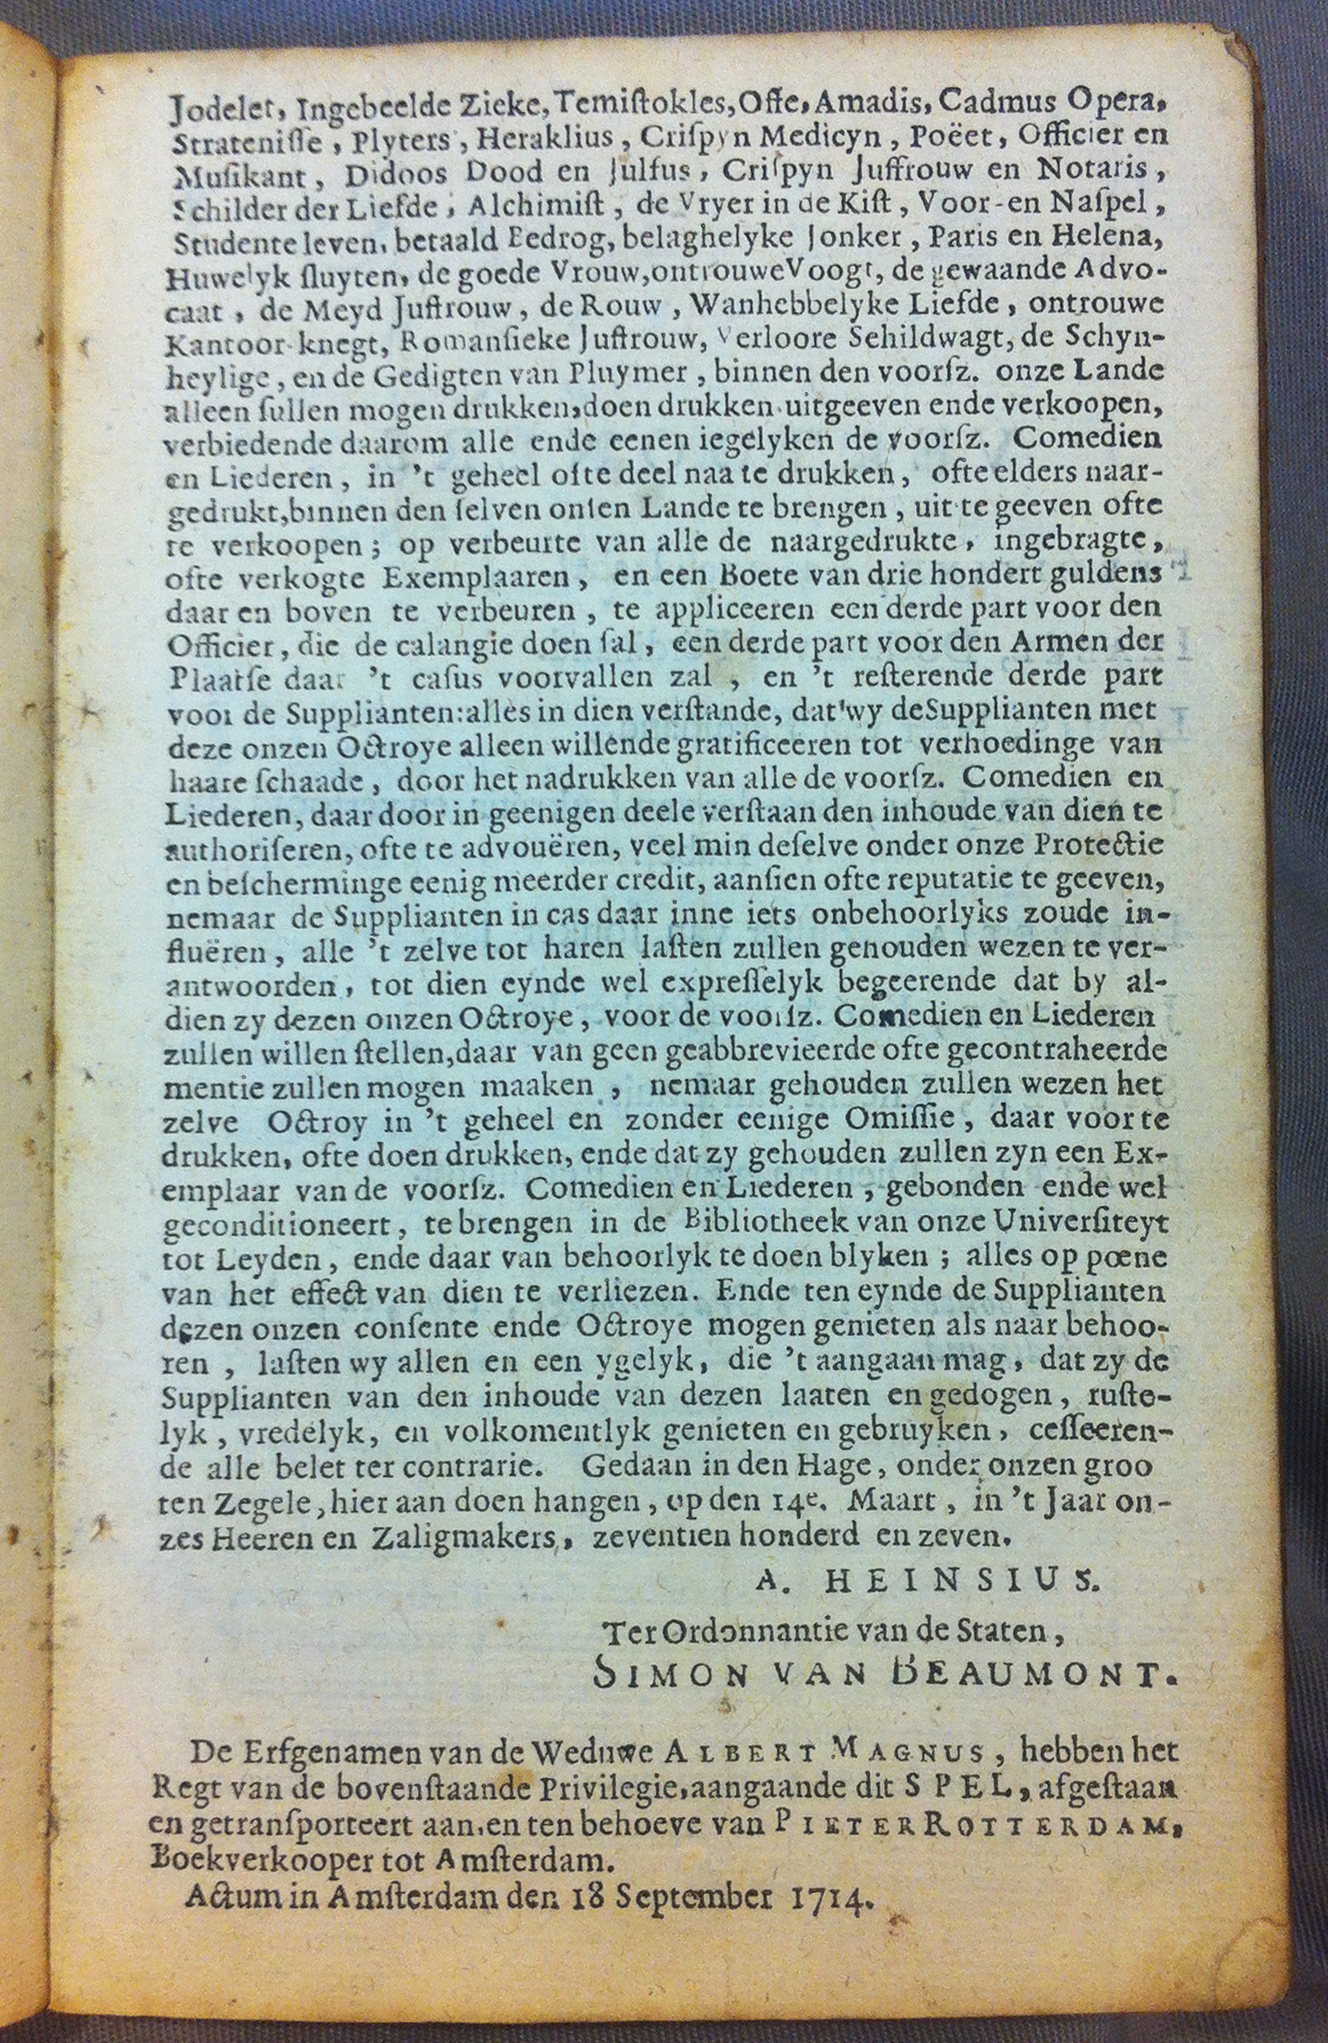 Jodelet, Ingebeelde Zieke, Temiſtokles, Offe, Amadis, Cadmus Opera,
Strateniſſe, Plyters, Heraklius, Criſpyn Medicyn, Poëet, Officier en
Muſikant, Didoos Dood en Julfus, Criſpyn Juffrouw en Notaris,
Schilder der Liefde, Alchimiſt, de Vryer in de Kiſt, Voor-en Naſpel,
Studente leven, betaald Bedrog, belaghelyke Jonker, Paris en Helena,
Huwelyk ſluyten, de goede Vrouw, ontrouwe Voogt, de gewaande Advo-
caat, de Meyd Juffrouw, de Rouw, Wanhebbelyke Liefde, ontrouwe
Kantoor-knegt, Romanſieke Juffrouw, Verloore Schildwagt, de Schyn-
heylige, en de Gedigten van Pluymer, binnen den voorſz. onze Lande
alleen ſullen mogen drukken, doen drukken uitgeeven ende verkoopen,
verbiedende daarom alle ende eenen iegelyken de voorſz. Comedien
en Liederen, in 't geheel ofte deel naa te drukken, ofte elders naar-
gedrukt, binnen den ſelven onſen Lande te brengen, uit te geeven ofte
te verkoopen; op verbeurte van alle de naargedrukte, ingebragte,
ofte verkogte Exemplaaren, en een Boete van drie hondert guldens
daar en boven te verbeuren, te appliceeren een derde part voor den
Officier, die de calangie doen ſal, een derde part voor den Armen der
Plaatſe daar 't caſus voorvallen zal, en 't reſterende derde part
voor de Supplianten: alles in dien verſtande, dat wy de Supplianten met
deze onzen Octroye alleen willende gratificeeren tot verhoedinge van
haare ſchaade, door het nadrukken van alle de voorſz. Comedien en
Liederen, daar door in geenigen deele verſtaan den inhoude van dien te
authoriſeren, ofte te advouëren, veel min deſelve onder onze Protectie
en beſcherminge eenig meerder credit, aanſien ofte reputatie te geeven,
nemaar de Supplianten in cas daar inne iets onbehoorlyks zoude in-
fluëren, alle 't zelve tot haren laſten zullen gehouden wezen te ver-
antwoorden, tot dien eynde wel expreſſelyk begeerende dat by al-
dien zy dezen onzen Octroye, voor de voorſz. Comedien en Liederen
zullen willen ſtellen, daar van geen geabbrevieerde ofte gecontraheerde
mentie zullen mogen maaken, nemaar gehouden zullen wezen het
zelve Octroy in 't geheel en zonder eenige Omiſſie, daar voor te
drukken, ofte doen drukken, ende dat zy gehouden zullen zyn een Ex-
emplaar van de voorſz. Comedien en Liederen, gebonden ende wel
geconditioneert, te brengen in de Bibliotheek van onze Univerſiteyt
tot Leyden, ende daar van behoorlyk te doen blyken; alles op pœne
van het effect van dien te verliezen. Ende ten eynde de Supplianten
dezen onzen conſente ende Octroye mogen genieten als naar behoo-
ren, laſten wy allen en een ygelyk, die 't aangaan mag, dat zy de
Supplianten van den inhoude van dezen laaten en gedogen, ruſte-
lyk, vredelyk, en volkomentlyk genieten en gebruyken, ceſſeeren-
de alle belet ter contrarie. Gedaan in den Hage, onder onzen groo
ten Zegele, hier aan doen hangen, op den 14e. Maart, in 't Jaar on-
zes Heeren en Zaligmakers, zeventien honderd en zeven.
A. HEINSIUS.
Ter Ordonnantie van de Staten,
SIMON VAN BEAUMONT.
De Erfgenamen van de Weduwe ALBERT MAGNUS, hebben het
Regt van de bovenſtaande Privilegie, aangaande dit SPEL, afgeſtaan
en getranſporteert aan, en ten behoeve van PIETER ROTTERDAM,
Boekverkooper tot Amſterdam.
Actum in Amſterdam den 18 September 1714.